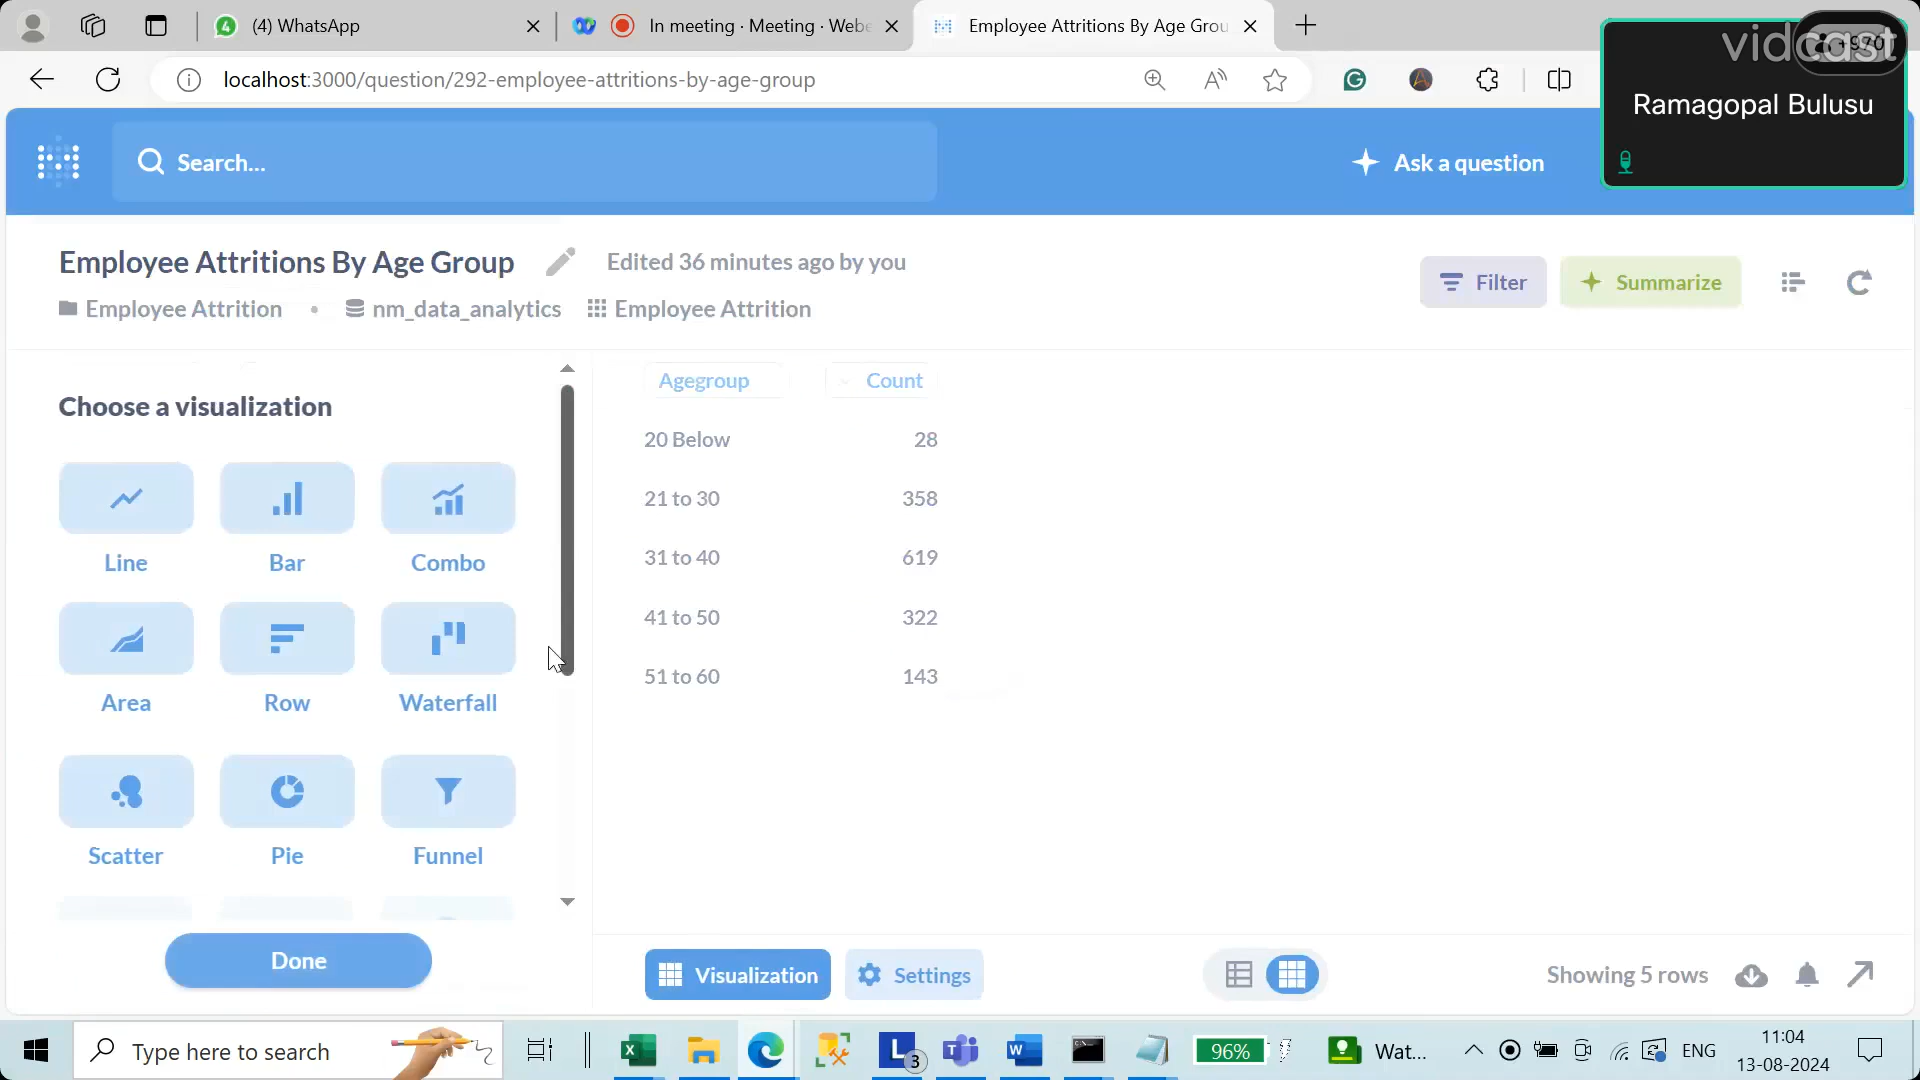 (4) WhatsApp
In meeting · Meeting · Webe
Employee Attritions By Age Grou
vidcast
Ramagopal Bulusu
localhost:3000/question/292-employee-attritions-by-age-group
Search...
Ask a question
Employee Attritions By Age Group
Edited 36 minutes ago by you
Employee Attrition • nm_data_analytics Employee Attrition
Filter
Summarize
Choose a visualization
Line Bar Combo
Area Row Waterfall
Scatter Pie Funnel
Done
Agegroup Count
20 Below 28
21 to 30 358
31 to 40 619
41 to 50 322
51 to 60 143
Visualization
Settings
Showing 5 rows
Type here to search
3
96%
Wat...
ENG
11:04
13-08-2024